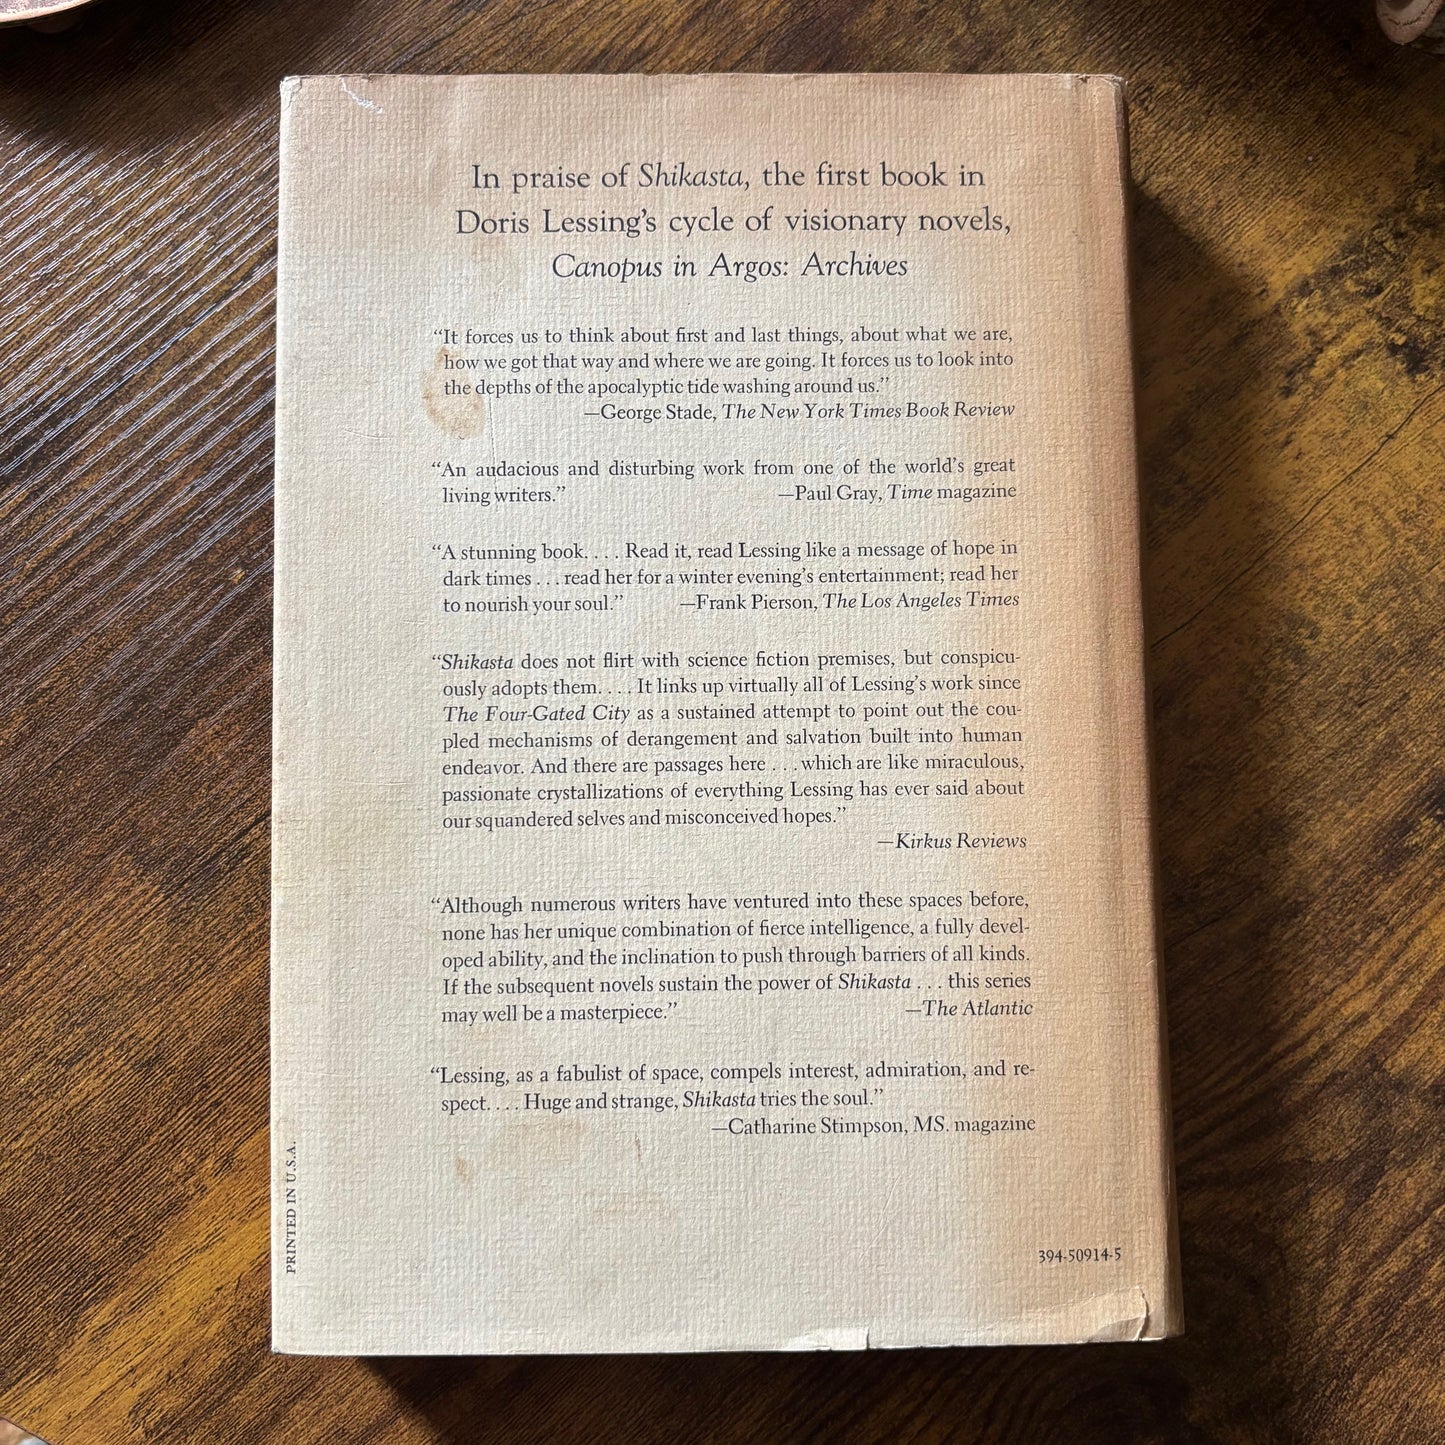 In praise of Shikasta, the first book in
Doris Lessing's cycle of visionary novels,
Canopus in Argos: Archives
“It forces us to think about first and last things, about what we are,
how we got that way and where we are going. It forces us to look into
the depths of the apocalyptic tide washing around us.”
—George Stade, The New York Times Book Review
“An audacious and disturbing work from one of the world's great
living writers.” —Paul Gray, Time magazine
“A stunning book. . . . Read it, read Lessing like a message of hope in
dark times . . . read her for a winter evening's entertainment; read her
to nourish your soul.” —Frank Pierson, The Los Angeles Times
“Shikasta does not flirt with science fiction premises, but conspicu-
ously adopts them. . . . It links up virtually all of Lessing's work since
The Four-Gated City as a sustained attempt to point out the cou-
pled mechanisms of derangement and salvation built into human
endeavor. And there are passages here . . . which are like miraculous,
passionate crystallizations of everything Lessing has ever said about
our squandered selves and misconceived hopes.”
—Kirkus Reviews
“Although numerous writers have ventured into these spaces before,
none has her unique combination of fierce intelligence, a fully devel-
oped ability, and the inclination to push through barriers of all kinds.
If the subsequent novels sustain the power of Shikasta . . . this series
may well be a masterpiece.” —The Atlantic
“Lessing, as a fabulist of space, compels interest, admiration, and re-
spect. . . . Huge and strange, Shikasta tries the soul.”
—Catharine Stimpson, MS. magazine
PRINTED IN U.S.A.
394-50914-5